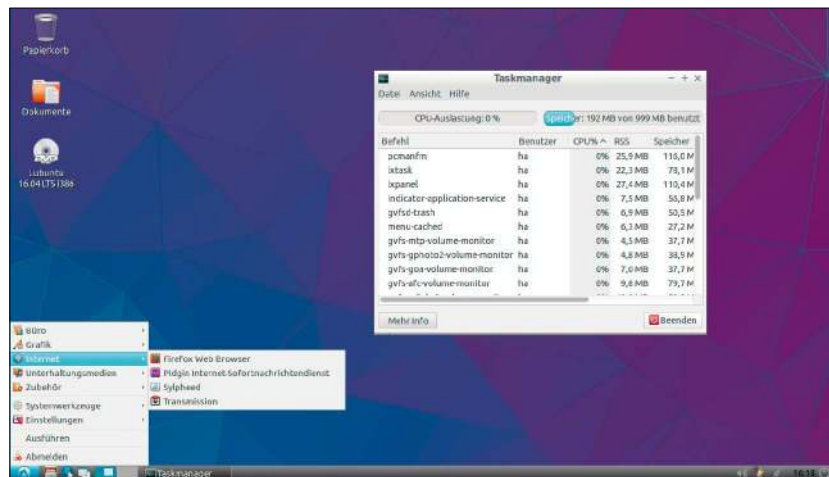 Papierkorb
Dokumente
Lubuntu
16.04 LTS i386
Taskmanager
Datei Ansicht Hilfe
CPU-Auslastung: 0 %
Speicher: 192 MB von 999 MB benutzt
Befehl Benutzer CPU% RSS Speicher
pcmanfm ha 0% 25,9 MB 116,0 M
lxtask ha 0% 22,3 MB 78,1 M
lxpanel ha 0% 27,4 MB 110,4 M
indicator-application-service ha 0% 7,5 MB 56,8 M
gvfsd-trash ha 0% 6,9 MB 50,5 M
menu-cached ha 0% 6,3 MB 27,2 M
gvfs-mtp-volume-monitor ha 0% 4,5 MB 37,7 M
gvfs-gphoto2-volume-monitor ha 0% 4,8 MB 38,9 M
gvfs-goa-volume-monitor ha 0% 7,0 MB 37,7 M
gvfs-afc-volume-monitor ha 0% 9,8 MB 79,7 M
Mehr Info
Beenden
Büro
Grafik
Internet
Unterhaltungsmedien
Zubehör
Systemwerkzeuge
Einstellungen
Ausführen
Abmelden
Firefox Web Browser
Pidgin Internet-Sofortnachrichtendienst
Sylpheed
Transmission
Taskmanager
16:18